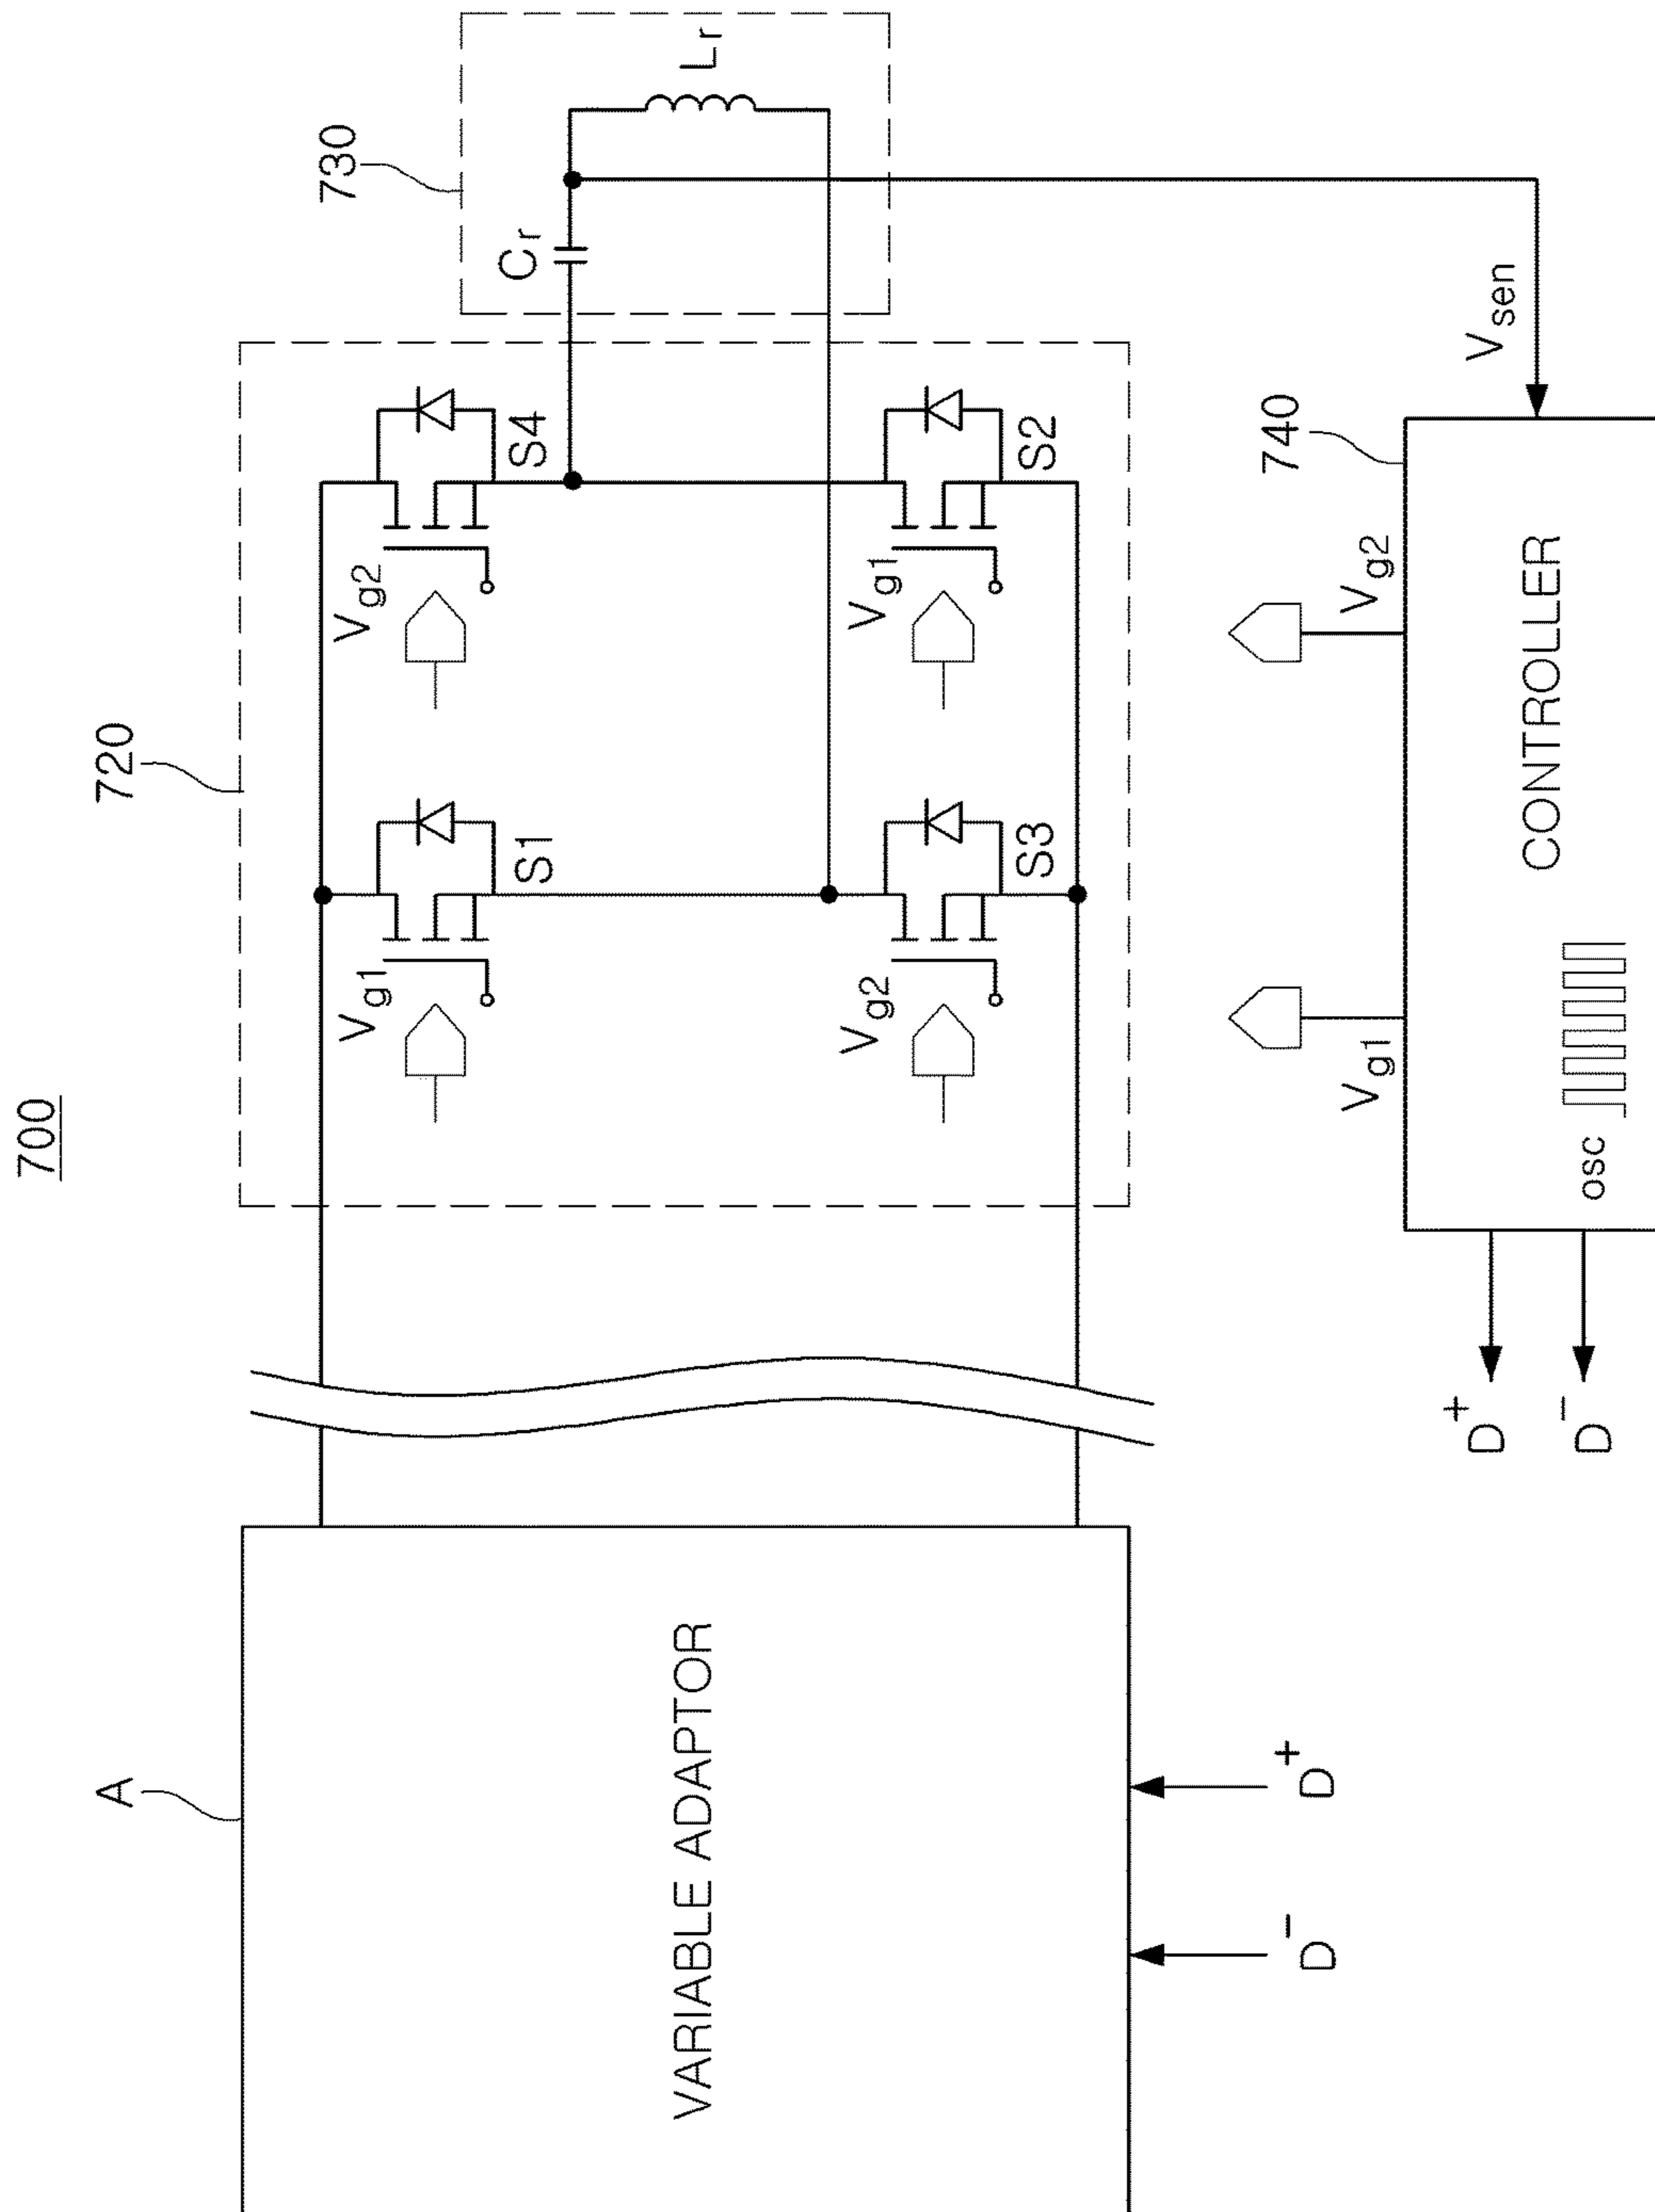 700
A
VARIABLE ADAPTOR
D-
D+
720
Vg1
S1
Vg2
S4
Vg2
S3
Vg1
S2
730
Cr
Lr
Vsen
740
Vg1
Vg2
CONTROLLER
osc
D+
D-